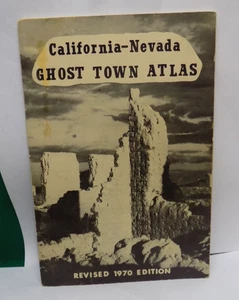 California-Nevada
GHOST TOWN ATLAS
REVISED 1970 EDITION